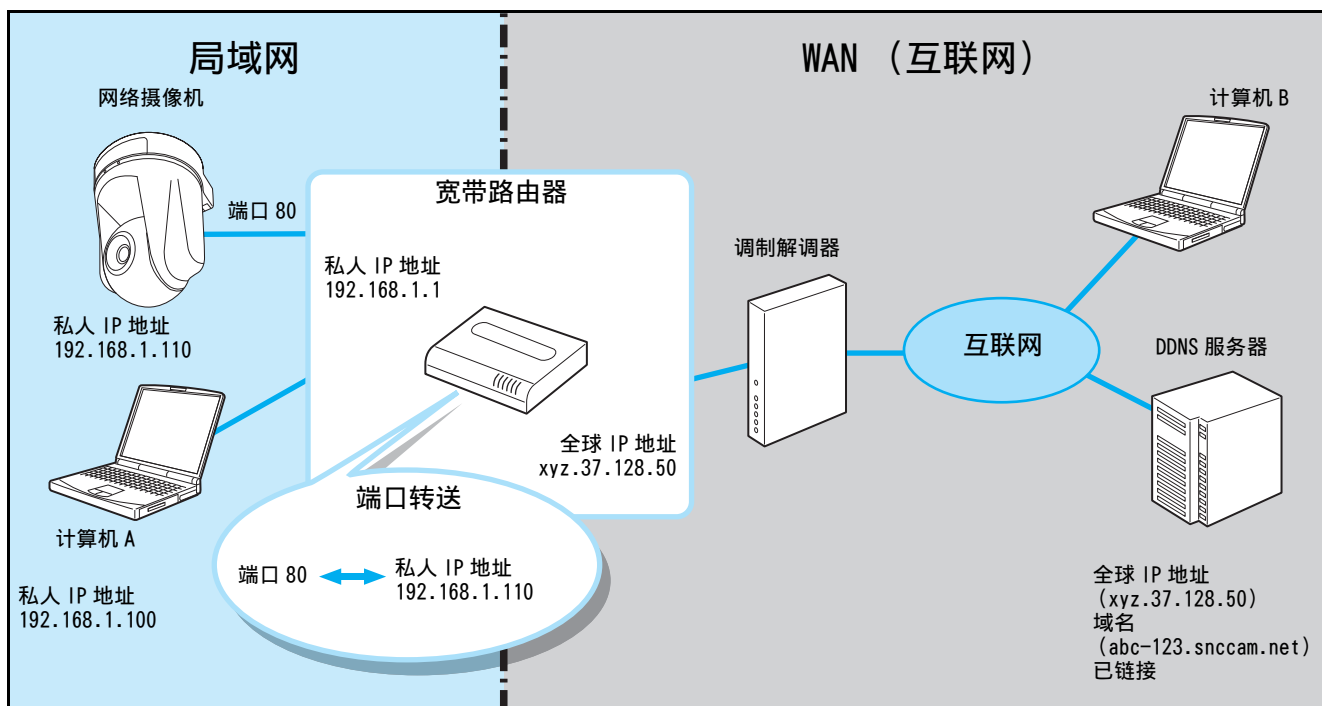 局域网
WAN （互联网）
网络摄像机
端口 80
私人 IP 地址
192.168.1.110
计算机 A
私人 IP 地址
192.168.1.100
宽带路由器
私人 IP 地址
192.168.1.1
全球 IP 地址
xyz.37.128.50
端口转送
端口 80
私人 IP 地址
192.168.1.110
调制解调器
互联网
计算机 B
DDNS 服务器
全球 IP 地址
（xyz.37.128.50）
域名
（abc-123.snccam.net）
已链接